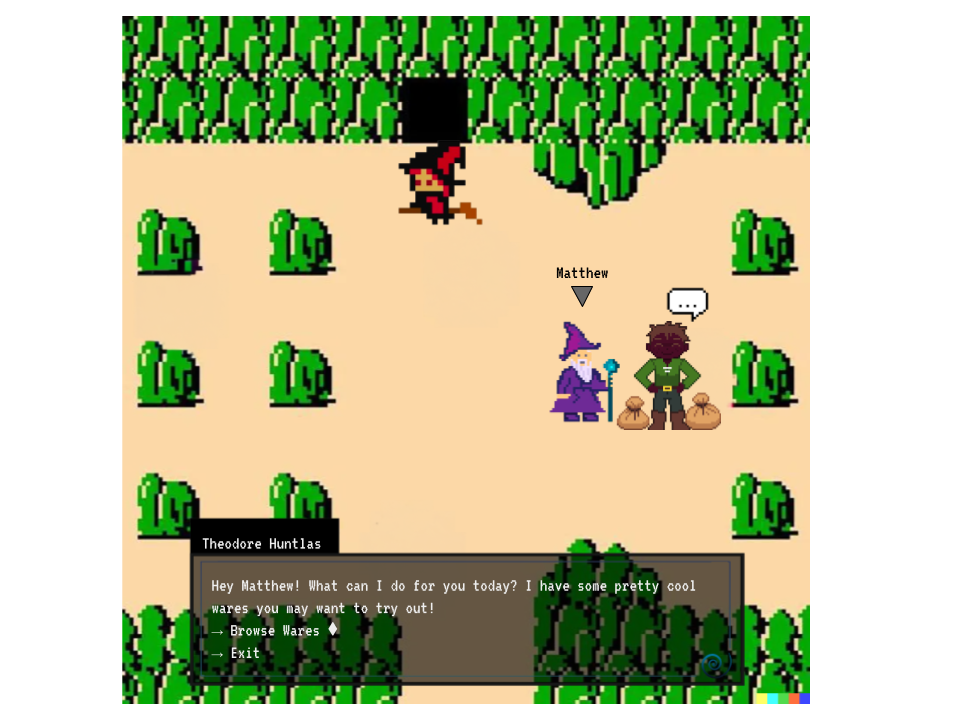 Matthew
...
Theodore Huntlas
Hey Matthew! What can I do for you today? I have some pretty cool
wares you may want to try out!
→ Browse Wares ♦
→ Exit